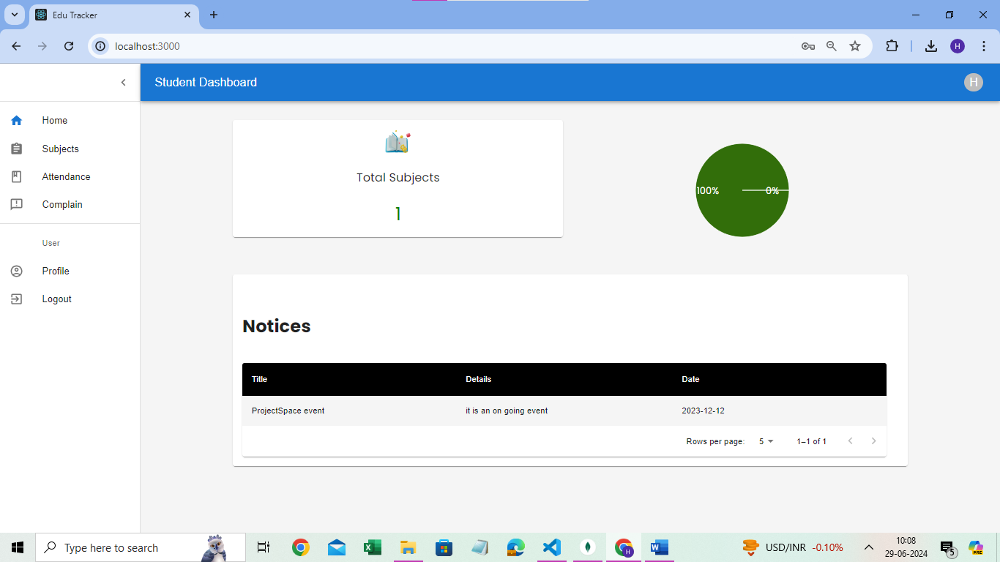 Edu Tracker
localhost:3000
H
Student Dashboard
H
Home
Subjects
Attendance
Complain
User
Profile
Logout
Total Subjects
1
100%
0%
Notices
Title Details Date
ProjectSpace event it is an on going event 2023-12-12
Rows per page: 5 1–1 of 1
Type here to search
H
USD/INR -0.10%
10:08
29-06-2024
5
PRE